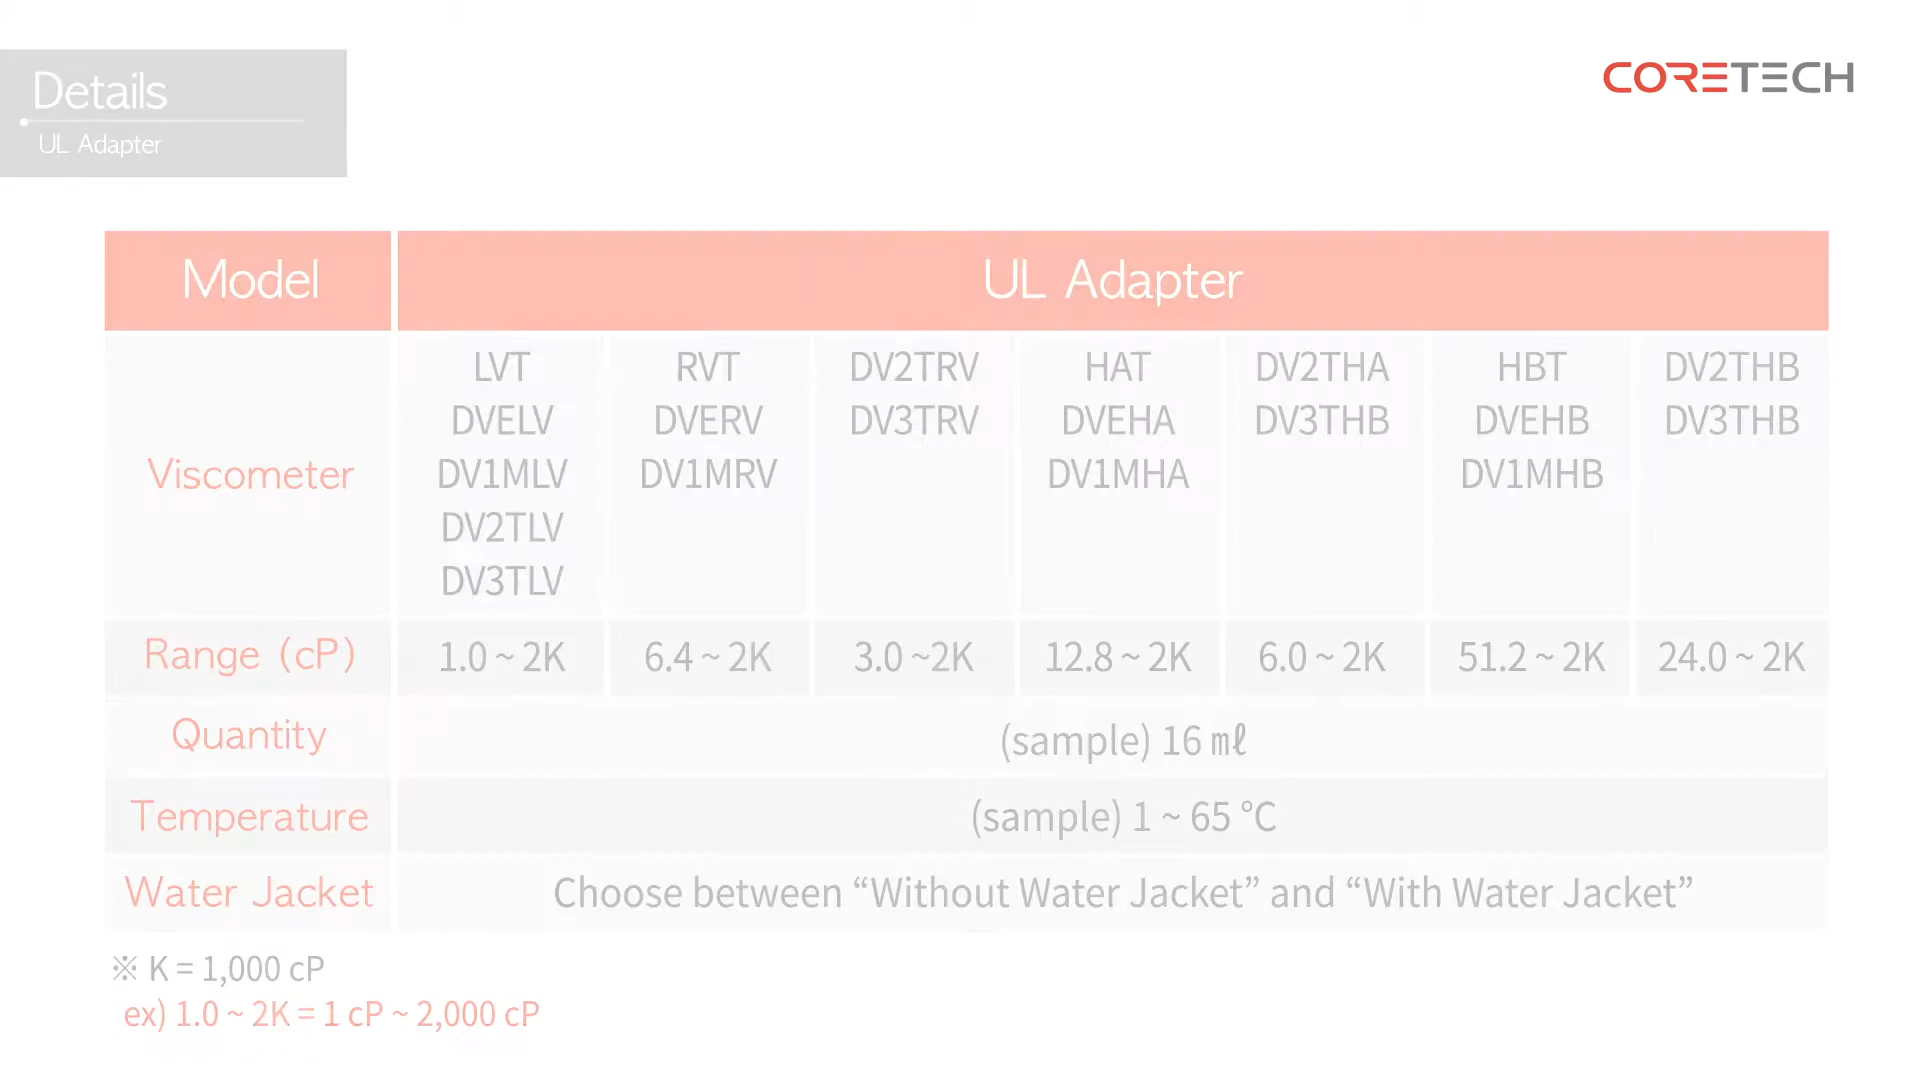 Details
UL Adapter
CORETECH
Model
UL Adapter
Viscometer
LVT
DVELV
DV1MLV
DV2TLV
DV3TLV
RVT
DVERV
DV1MRV
DV2TRV
DV3TRV
HAT
DVEHA
DV1MHA
DV2THA
DV3THB
HBT
DVEHB
DV1MHB
DV2THB
DV3THB
Range (cP)
1.0 ~ 2K
6.4 ~ 2K
3.0 ~2K
12.8 ~ 2K
6.0 ~ 2K
51.2 ~ 2K
24.0 ~ 2K
Quantity
(sample) 16 ㎖
Temperature
(sample) 1 ~ 65 ℃
Water Jacket
Choose between “Without Water Jacket” and “With Water Jacket”
※ K = 1,000 cP
ex) 1.0 ~ 2K = 1 cP ~ 2,000 cP